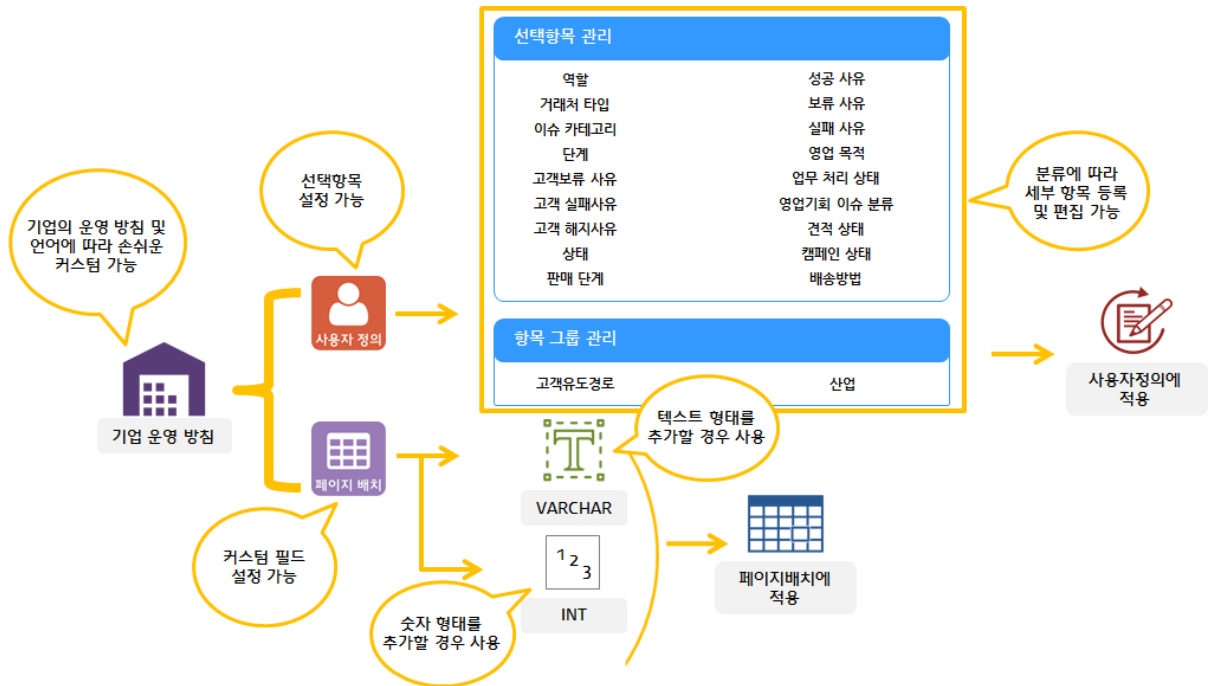 선택항목 관리
역할
성공 사유
거래처 타입
보류 사유
이슈 카테고리
실패 사유
단계
영업 목적
고객보류 사유
업무 처리 상태
고객 실패사유
영업기회 이슈 분류
고객 해지사유
견적 상태
상태
캠페인 상태
판매 단계
배송방법
분류에 따라
세부 항목 등록
및 편집 가능
선택항목
설정 가능
기업의 운영 방침 및
언어에 따라 손쉬운
커스텀 가능
사용자 정의
항목 그룹 관리
고객유도경로
산업
사용자정의에
적용
기업 운영 방침
텍스트 형태를
추가할 경우 사용
T
페이지 배치
VARCHAR
커스텀 필드
설정 가능
1 2 3
페이지배치에
적용
INT
숫자 형태를
추가할 경우 사용